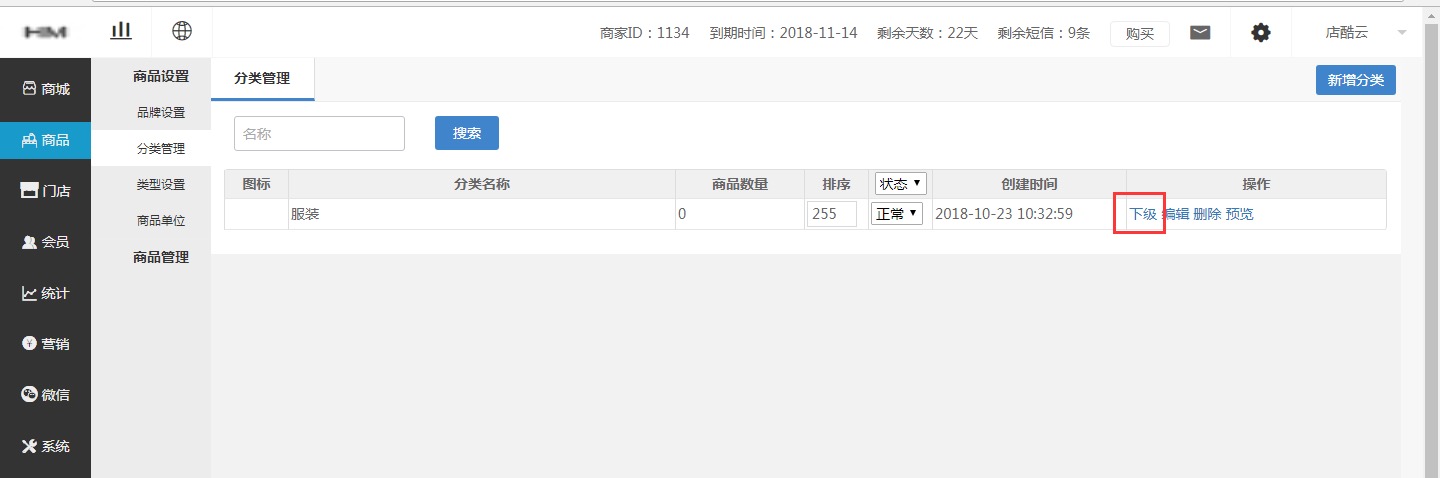 商家ID：1134 到期时间：2018-11-14 剩余天数：22天 剩余短信：9条 购买 店酷云
商城
商品
门店
会员
统计
营销
微信
系统
商品设置
品牌设置
分类管理
类型设置
商品单位
商品管理
分类管理 新增分类
名称 搜索
图标 分类名称 商品数量 排序 状态 创建时间 操作
服装 0 255 正常 2018-10-23 10:32:59 下级 编辑 删除 预览